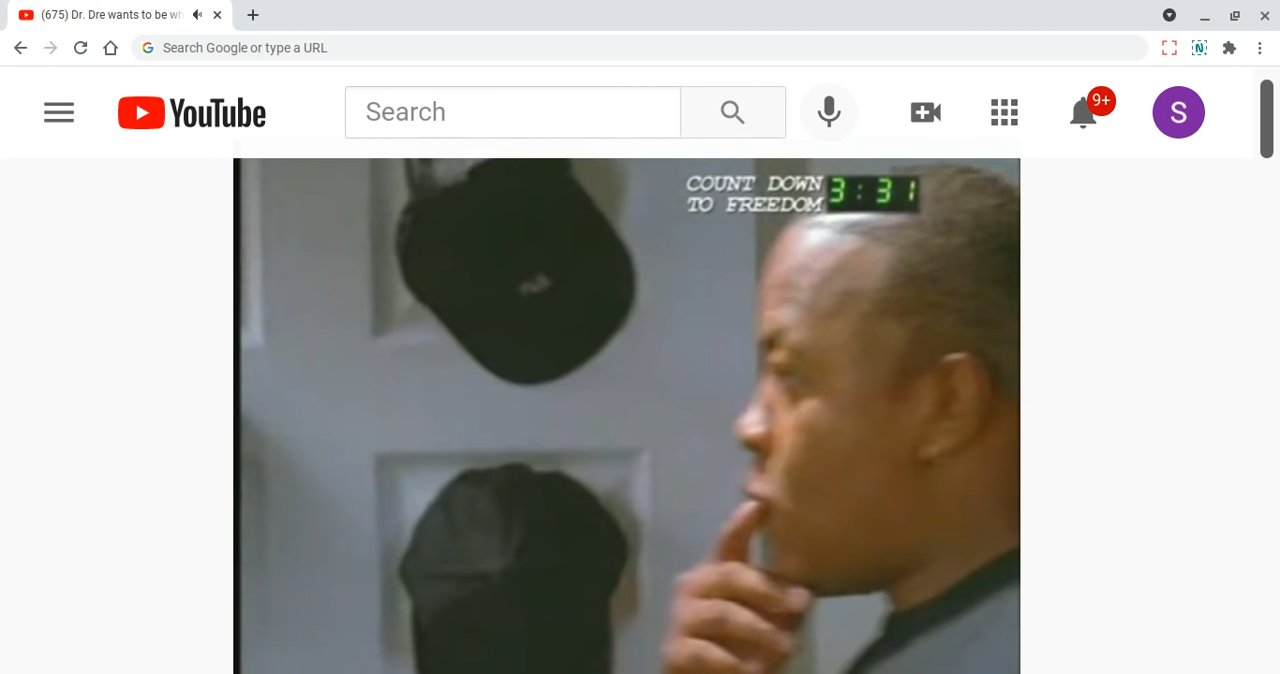 (675) Dr. Dre wants to be wh
Search Google or type a URL
YouTube
Search
9+
S
COUNT DOWN
TO FREEDOM
3:31